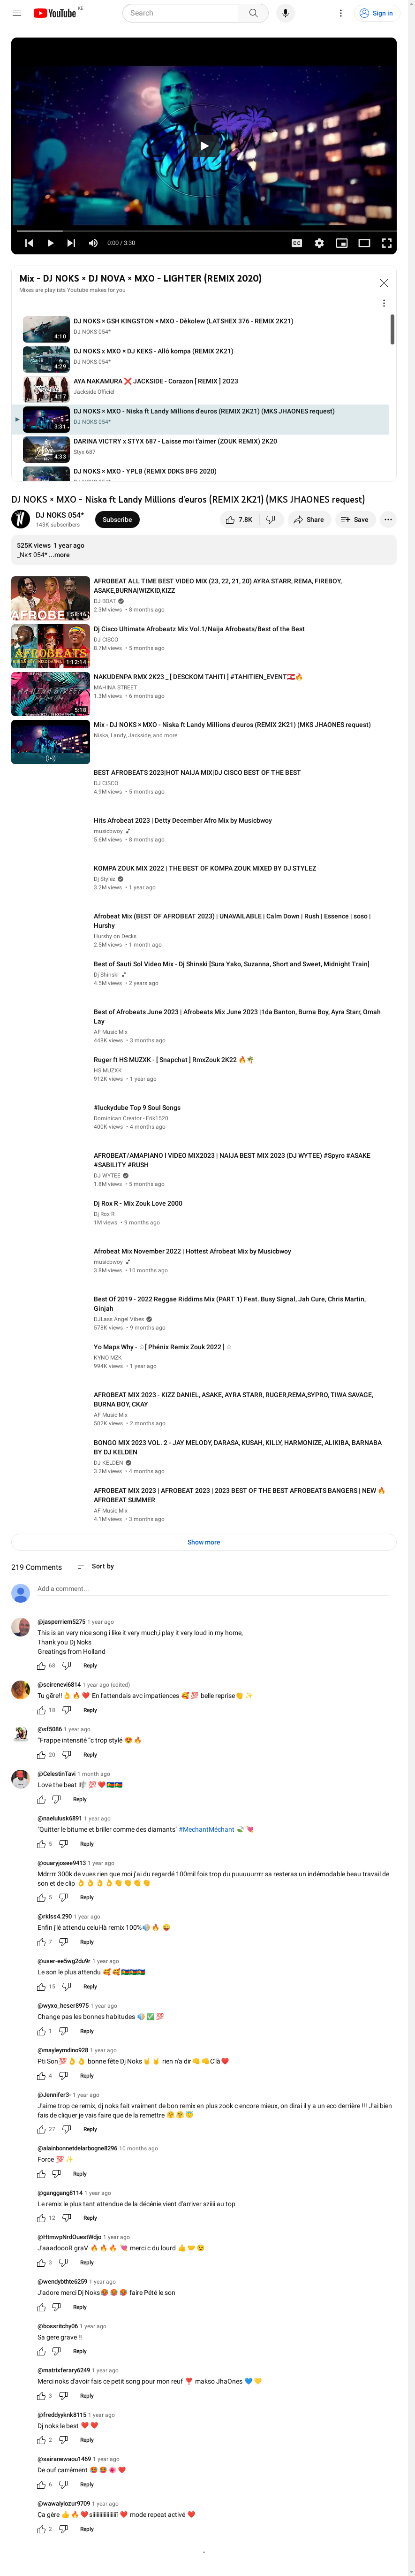 YouTube KE
Search
Sign in
0:00 / 3:30
CC
Mix - DJ NOKS × DJ NOVA × MXO - LIGHTER (REMIX 2020)
Mixes are playlists Youtube makes for you
4:10
DJ NOKS × GSH KINGSTON × MXO - Dékolew (LATSHEX 376 - REMIX 2K21)
DJ NOKS 054*
4:29
DJ NOKS x MXO × DJ KEKS - Allô kompa (REMIX 2K21)
DJ NOKS 054*
4:17
AYA NAKAMURA ❌ JACKSIDE - Corazon [ REMIX ] 2O23
Jackside Officiel
3:31
DJ NOKS × MXO - Niska ft Landy Millions d'euros (REMIX 2K21) (MKS JHAONES request)
DJ NOKS 054*
4:33
DARINA VICTRY x STYX 687 - Laisse moi t'aimer (ZOUK REMIX) 2K20
Styx 687
DJ NOKS × MXO - YPLB (REMIX DDKS BFG 2020)
DJ NOKS × MXO - Niska ft Landy Millions d'euros (REMIX 2K21) (MKS JHAONES request)
DJ NOKS 054*
143K subscribers
Subscribe
7.8K
Share
Save
525K views 1 year ago
_Nкs 054* ...more
1:58:46
AFROBEAT ALL TIME BEST VIDEO MIX (23, 22, 21, 20) AYRA STARR, REMA, FIREBOY,
ASAKE,BURNA|WIZKID,KIZZ
DJ BOAT
2.3M views • 8 months ago
AFROBEATS
1:12:14
Dj Cisco Ultimate Afrobeatz Mix Vol.1/Naija Afrobeats/Best of the Best
DJ CISCO
8.7M views • 5 months ago
5:18
NAKUDENPA RMX 2K23 _ [ DESCKOM TAHITI ] #TAHITIEN_EVENT🇵🇫🔥
MAHINA STREET
1.3M views • 6 months ago
Mix - DJ NOKS × MXO - Niska ft Landy Millions d'euros (REMIX 2K21) (MKS JHAONES request)
Niska, Landy, Jackside, and more
BEST AFROBEATS 2023|HOT NAIJA MIX|DJ CISCO BEST OF THE BEST
DJ CISCO
4.9M views • 5 months ago
Hits Afrobeat 2023 | Detty December Afro Mix by Musicbwoy
musicbwoy
5.6M views • 8 months ago
KOMPA ZOUK MIX 2022 | THE BEST OF KOMPA ZOUK MIXED BY DJ STYLEZ
Dj Stylez
3.2M views • 1 year ago
Afrobeat Mix (BEST OF AFROBEAT 2023) | UNAVAILABLE | Calm Down | Rush | Essence | soso |
Hurshy
Hurshy on Decks
2.5M views • 1 month ago
Best of Sauti Sol Video Mix - Dj Shinski [Sura Yako, Suzanna, Short and Sweet, Midnight Train]
Dj Shinski
4.5M views • 2 years ago
Best of Afrobeats June 2023 | Afrobeats Mix June 2023 |1da Banton, Burna Boy, Ayra Starr, Omah
Lay
AF Music Mix
448K views • 3 months ago
Ruger ft HS MUZXK - [ Snapchat ] RmxZouk 2K22 🔥🌴
HS MUZXK
912K views • 1 year ago
#luckydube Top 9 Soul Songs
Dominican Creator - Erik1520
400K views • 4 months ago
AFROBEAT/AMAPIANO l VIDEO MIX2023 | NAIJA BEST MIX 2023 (DJ WYTEE) #Spyro #ASAKE
#SABILITY #RUSH
DJ WYTEE
1.8M views • 5 months ago
Dj Rox R - Mix Zouk Love 2000
Dj Rox R
1M views • 9 months ago
Afrobeat Mix November 2022 | Hottest Afrobeat Mix by Musicbwoy
musicbwoy
3.8M views • 10 months ago
Best Of 2019 - 2022 Reggae Riddims Mix (PART 1) Feat. Busy Signal, Jah Cure, Chris Martin,
Ginjah
DJLass Angel Vibes
578K views • 9 months ago
Yo Maps Why - ♤[ Phénix Remix Zouk 2022 ] ♤
KYNO MZK
994K views • 1 year ago
AFROBEAT MIX 2023 - KIZZ DANIEL, ASAKE, AYRA STARR, RUGER,REMA,SYPRO, TIWA SAVAGE,
BURNA BOY, CKAY
AF Music Mix
502K views • 2 months ago
BONGO MIX 2023 VOL. 2 - JAY MELODY, DARASA, KUSAH, KILLY, HARMONIZE, ALIKIBA, BARNABA
BY DJ KELDEN
DJ KELDEN
3.2M views • 4 months ago
AFROBEAT MIX 2023 | AFROBEAT 2023 | 2023 BEST OF THE BEST AFROBEATS BANGERS | NEW 🔥
AFROBEAT SUMMER
AF Music Mix
4.1M views • 3 months ago
Show more
219 Comments
Sort by
Add a comment...
@jasperriem5275 1 year ago
This is an very nice song i like it very much,i play it very loud in my home,
Thank you Dj Noks
Greatings from Holland
68 Reply
@scirenevi6814 1 year ago (edited)
Tu gêre!!👌🔥❤️ En l'attendais avc impatiences 🥰 💯 belle reprise👏✨
18 Reply
@sf5086 1 year ago
"Frappe intensité "c trop stylé 😍 🔥
20 Reply
@CelestinTavi 1 month ago
Love the beat 🎼 💯❤️🇳🇨🇳🇨
Reply
@naelulusk6891 1 year ago
"Quitter le bitume et briller comme des diamants" #MechantMéchant 🍃 💘
5 Reply
@ouaryjosee9413 1 year ago
Mdrrrr 300k de vues rien que moi j'ai du regardé 100mil fois trop du puuuuurrrr sa resteras un indémodable beau travail de
son et de clip 👌👌👌👌👏👏👏👏
5 Reply
@rkiss4.290 1 year ago
Enfin j'lé attendu celui-là remix 100%💎 🔥 😜
7 Reply
@user-ee5wg2du9r 1 year ago
Le son le plus attendu 🥰 🥰🇳🇨🇳🇨🇳🇨
15 Reply
@wyxo_heser8975 1 year ago
Change pas les bonnes habitudes 💎 ✅ 💯
1 Reply
@mayleymdino928 1 year ago
Pti Son💯👌👌 bonne fête Dj Noks🤘🤘 rien n'a dir👊👊C'là❤️
4 Reply
@Jennifer3- 1 year ago
J'aime trop ce remix, dj noks fait vraiment de bon remix en plus zook c encore mieux, on dirai il y a un eco derrière !!! J'ai bien
fais de cliquer je vais faire que de la remettre 🤗🤗😇
27 Reply
@alainbonnetdelarbogne8296 10 months ago
Force 💯✨
Reply
@ganggang8114 1 year ago
Le remix le plus tant attendue de la décénie vient d'arriver sziiii au top
12 Reply
@HtmwpNrdOuestWdjo 1 year ago
J'aaadoooR graV 🔥 🔥 🔥 💘 merci c du lourd 👍🤝😉
3 Reply
@wendybthte6259 1 year ago
J'adore merci Dj Noks🥵🥵🥵 faire Pété le son
Reply
@bossritchy06 1 year ago
Sa gere grave !!
Reply
@matrixferary6249 1 year ago
Merci noks d'avoir fais ce petit song pour mon reuf ❣️ makso JhaOnes 💙💛
3 Reply
@freddyyknk8115 1 year ago
Dj noks le best ❤️❤️
2 Reply
@sairanewaou1469 1 year ago
De ouf carrément 🥵🥵🌺❤️
6 Reply
@wawalylozur9709 1 year ago
Ça gère 👍🔥❤️siiiiiiiiiiiiiiii ❤️ mode repeat activé ❤️
2 Reply